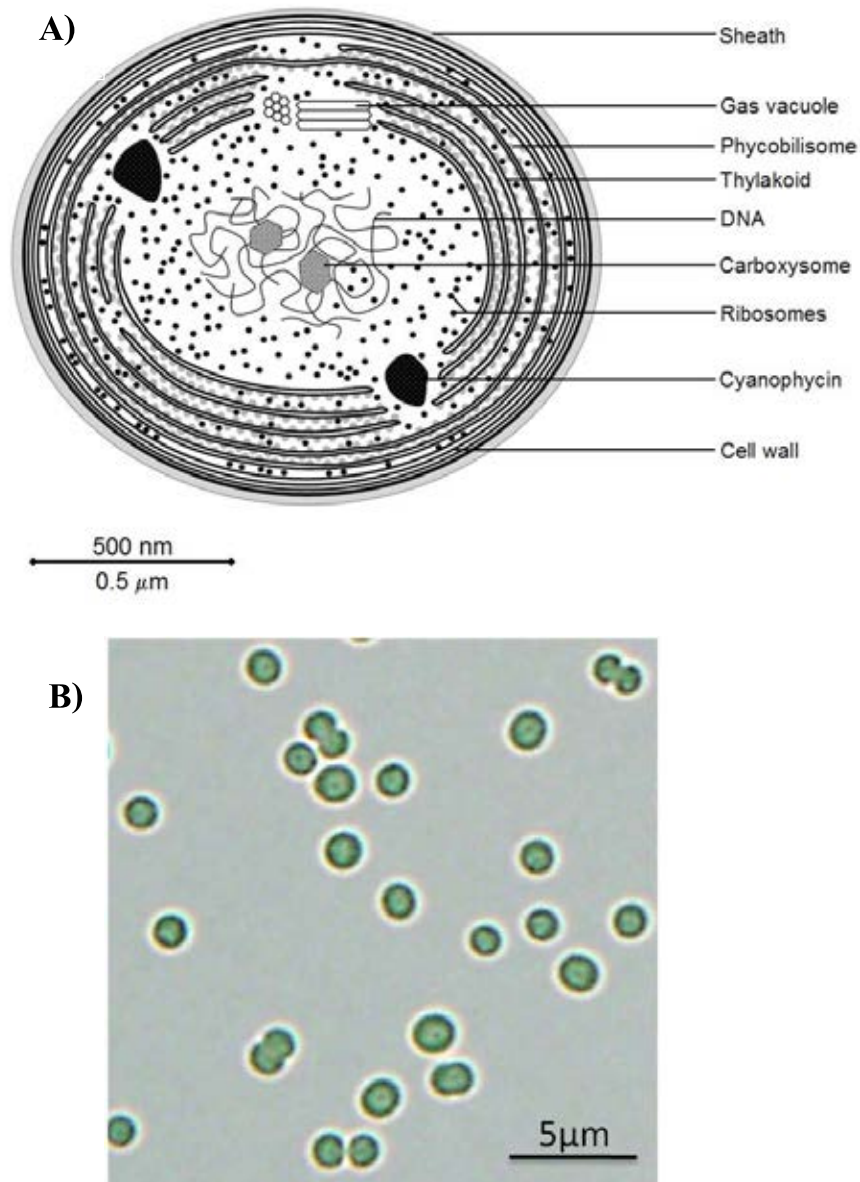 A)
Sheath
Gas vacuole
Phycobilisome
Thylakoid
DNA
Carboxysome
Ribosomes
Cyanophycin
Cell wall
500 nm
0.5 μm
B)
5μm